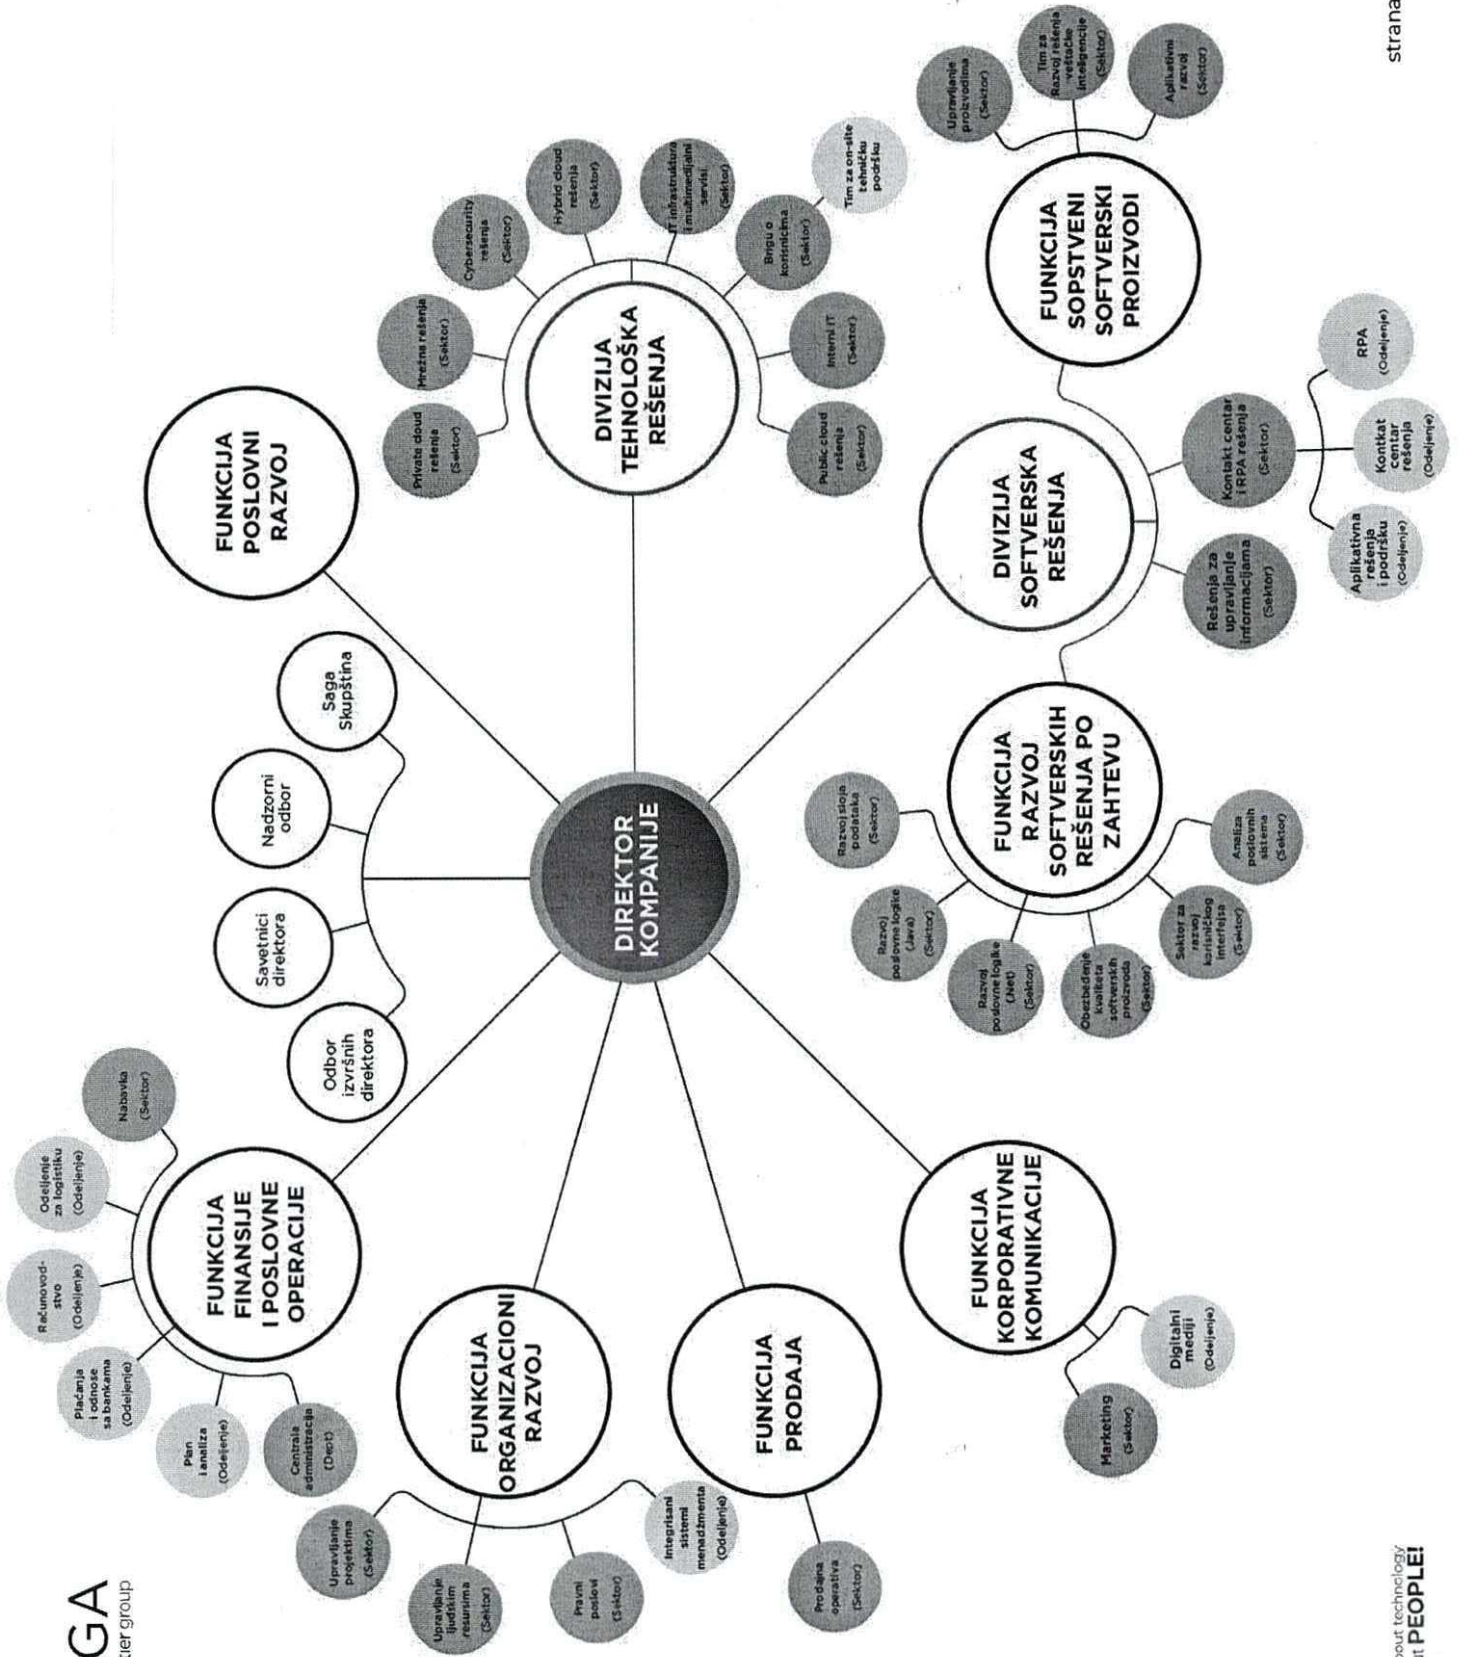 GA
tier group
FUNKCIJA
FINANSIJE
I POSLOVNE
OPERACIJE
Centrala
administracija
(Dept)
Plan
i analiza
(Odeljenje)
Plaćanja
i odnose
sa bankama
(Odeljenje)
Računovod-
stvo
(Odeljenje)
Odeljenje
za logistiku
(Odeljenje)
Nabavka
(Sektor)
Odbor
izvršnih
direktora
Savetnici
direktora
Nadzorni
odbor
Saga
Skupština
FUNKCIJA
POSLOVNI
RAZVOJ
DIREKTOR
KOMPANIJE
FUNKCIJA
ORGANIZACIONI
RAZVOJ
Upravljanje
projektima
(Sektor)
Upravljanje
ljudskim
resursima
(Sektor)
Pravni
poslovi
(Sektor)
Integrisani
sistemi
menadžmenta
(Odeljenje)
FUNKCIJA
PRODAJA
Prodajna
operativa
(Sektor)
FUNKCIJA
KORPORATIVNE
KOMUNIKACIJE
Marketing
(Sektor)
Digitalni
mediji
(Odeljenje)
DIVIZIJA
TEHNOLOŠKA
REŠENJA
Private cloud
rešenja
(Sektor)
Mrežna rešenja
(Sektor)
Cybersecurity
rešenja
(Sektor)
Hybrid cloud
rešenja
(Sektor)
IT infrastruktura
i multimedijalni
servisi
(Sektor)
Brigu o
korisnicima
(Sektor)
Tim za on-site
tehničku
podršku
Interni IT
(Sektor)
Public cloud
rešenja
(Sektor)
DIVIZIJA
SOFTVERSKA
REŠENJA
Rešenja za
upravljanje
informacijama
(Sektor)
Kontakt centar
i RPA rešenja
(Sektor)
Aplikativna
rešenja
i podršku
(Odeljenje)
Kontkat
centar
rešenja
(Odeljenje)
RPA
(Odeljenje)
FUNKCIJA
RAZVOJ
SOFTVERSKIH
REŠENJA PO
ZAHTEVU
Razvoj sloja
podataka
(Sektor)
Razvoj
poslovne logike
(Java)
(Sektor)
Razvoj
poslovne logike
(.Net)
(Sektor)
Obezbeđenje
kvaliteta
softverskih
proizvoda
(Sektor)
Sektor za
razvoj
korisničkog
interfejsa
(Sektor)
Analiza
poslovnih
sistema
(Sektor)
FUNKCIJA
SOPSTVENI
SOFTVERSKI
PROIZVODI
Upravljanje
proizvodima
(Sektor)
Tim za
Razvoj rešenja
veštačke
inteligencije
(Sektor)
Aplikativni
razvoj
(Sektor)
out technology
PEOPLE!
strana